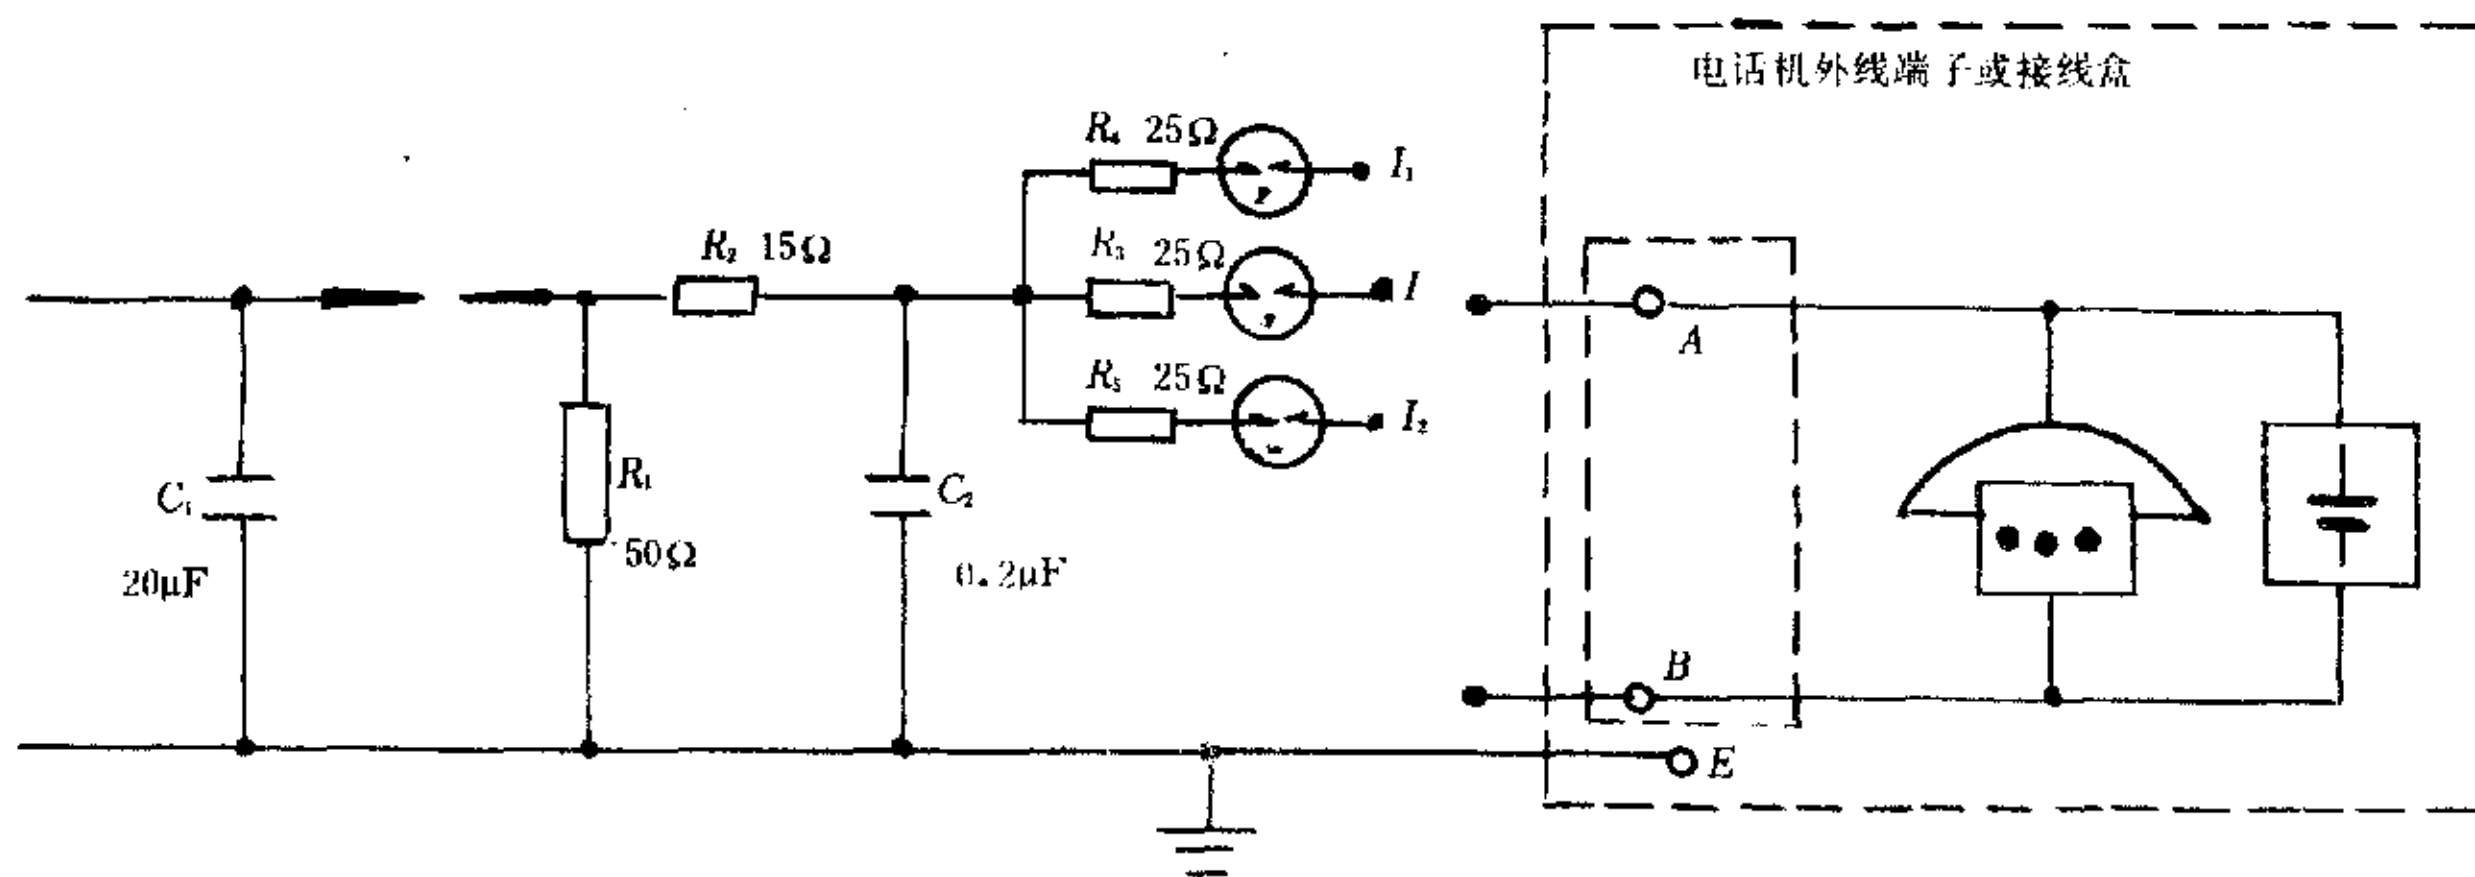 电话机外线端子或接线盒
R₄ 25Ω
I₁
R₂ 15Ω
R₃ 25Ω
I
A
R₅ 25Ω
I₂
C₁
20μF
R₁
50Ω
C₂
0.2μF
B
E